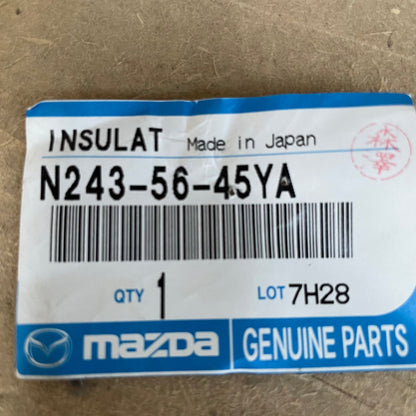 INSULAT Made in Japan
N243-56-45YA
QTY 1 LOT 7H28
mazda GENUINE PARTS